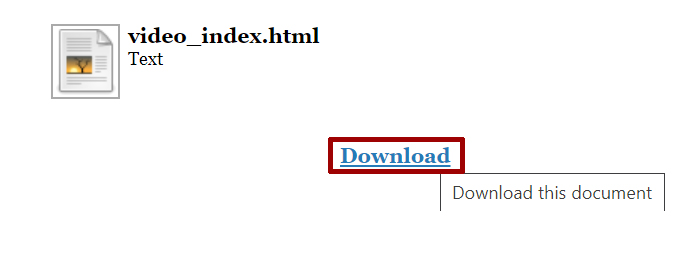 video_index.html
Text
Download
Download this document